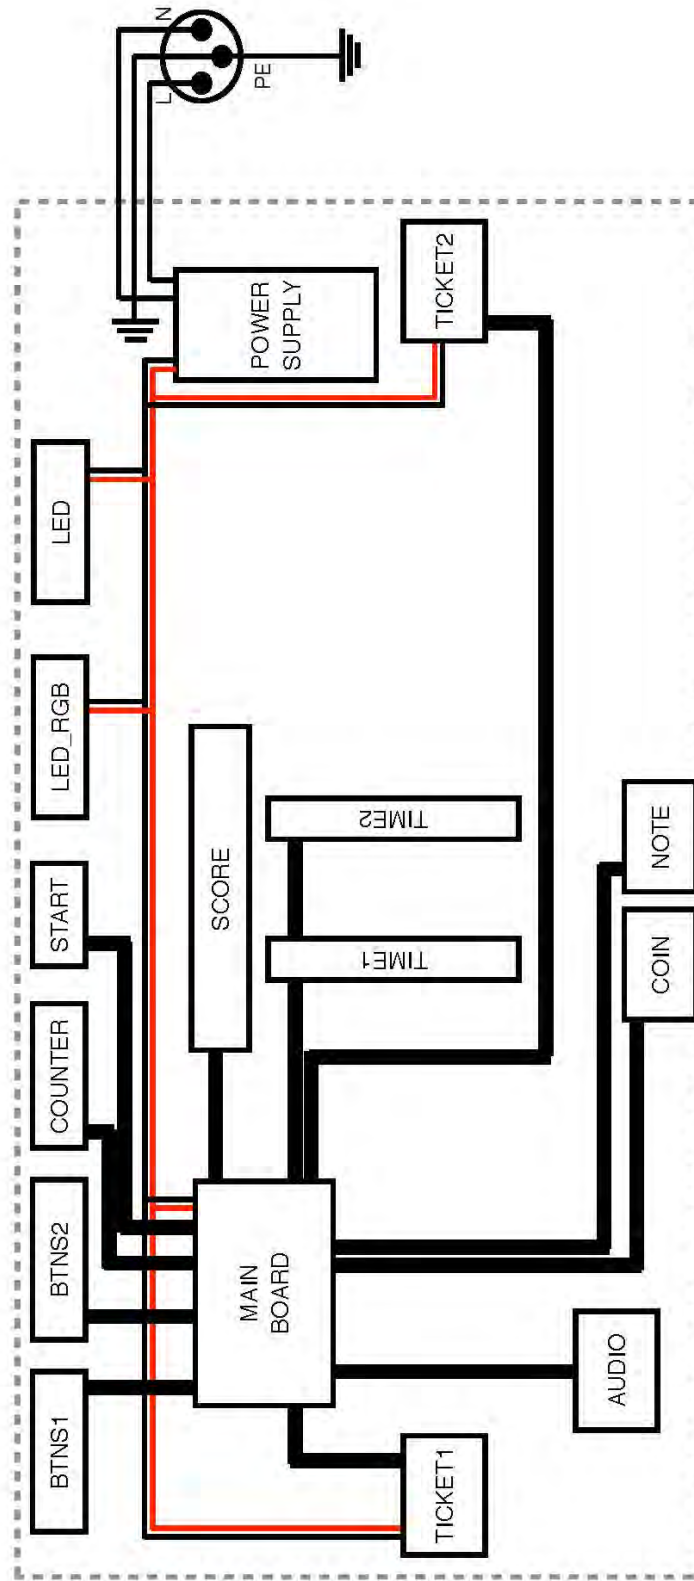 BTNS1
BTNS2
COUNTER
START
LED_RGB
LED
N
L
PE
POWER
SUPPLY
SCORE
MAIN
BOARD
TIME1
TIME2
TICKET1
TICKET2
AUDIO
COIN
NOTE